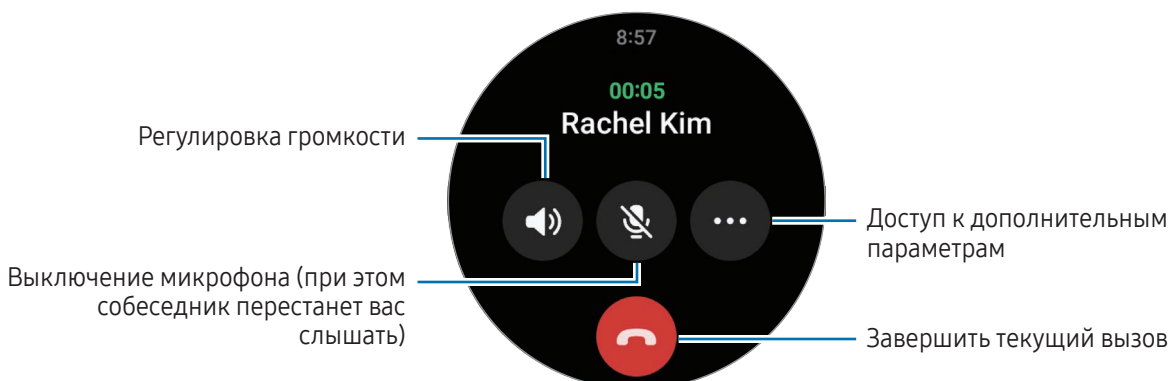 8:57
00:05
Rachel Kim
Регулировка громкости
Доступ к дополнительным
параметрам
Выключение микрофона (при этом
собеседник перестанет вас
слышать)
Завершить текущий вызов